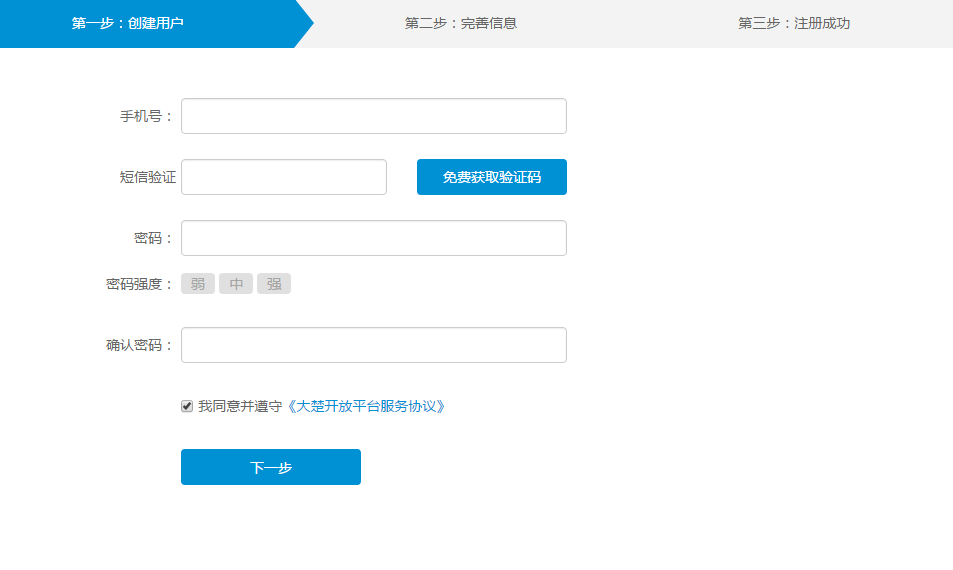 第一步：创建用户 第二步：完善信息 第三步：注册成功
手机号：
短信验证 免费获取验证码
密码：
密码强度： 弱 中 强
确认密码：
我同意并遵守《大楚开放平台服务协议》
下一步